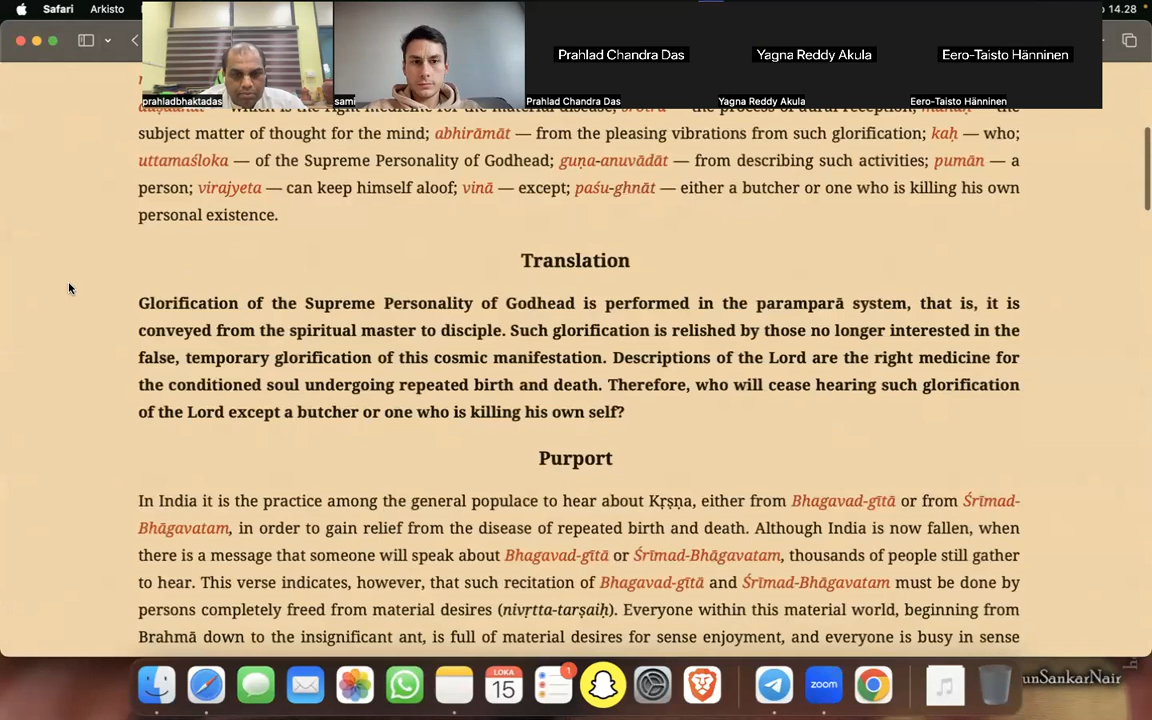 Safari Arkisto
14.28
prahladbhaktadas
sami
Prahlad Chandra Das
Prahlad Chandra Das
Yagna Reddy Akula
Yagna Reddy Akula
Eero-Taisto Hänninen
Eero-Taisto Hänninen
subject matter of thought for the mind; abhirāmāt — from the pleasing vibrations from such glorification; kaḥ — who;
uttamaśloka — of the Supreme Personality of Godhead; guṇa-anuvādāt — from describing such activities; pumān — a
person; virajyeta — can keep himself aloof; vinā — except; paśu-ghnāt — either a butcher or one who is killing his own
personal existence.
Translation
Glorification of the Supreme Personality of Godhead is performed in the paramparā system, that is, it is
conveyed from the spiritual master to disciple. Such glorification is relished by those no longer interested in the
false, temporary glorification of this cosmic manifestation. Descriptions of the Lord are the right medicine for
the conditioned soul undergoing repeated birth and death. Therefore, who will cease hearing such glorification
of the Lord except a butcher or one who is killing his own self?
Purport
In India it is the practice among the general populace to hear about Kṛṣṇa, either from Bhagavad-gītā or from Śrīmad-
Bhāgavatam, in order to gain relief from the disease of repeated birth and death. Although India is now fallen, when
there is a message that someone will speak about Bhagavad-gītā or Śrīmad-Bhāgavatam, thousands of people still gather
to hear. This verse indicates, however, that such recitation of Bhagavad-gītā and Śrīmad-Bhāgavatam must be done by
persons completely freed from material desires (nivṛtta-tarṣaiḥ). Everyone within this material world, beginning from
Brahmā down to the insignificant ant, is full of material desires for sense enjoyment, and everyone is busy in sense
LOKA
15
1
zoom
unSankarNair